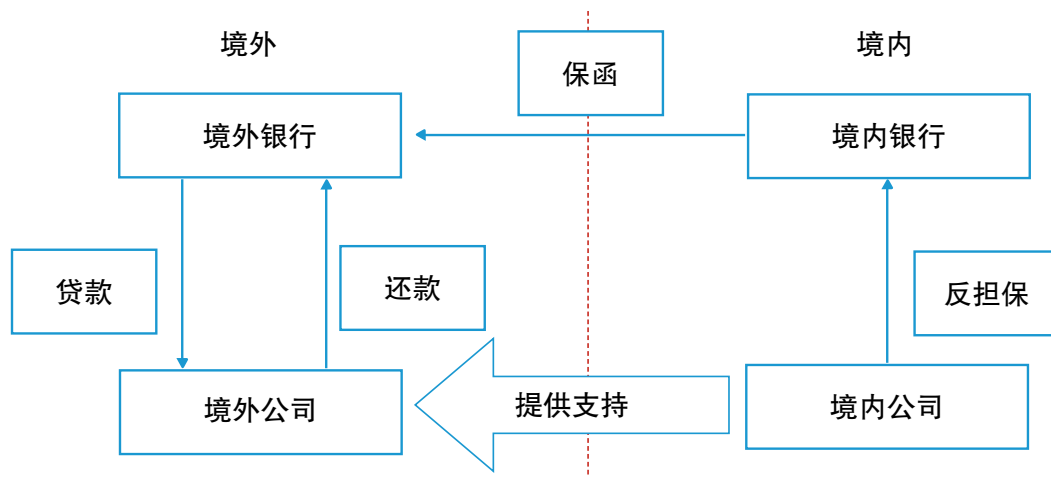 境外
境内
保函
境外银行
境内银行
贷款
还款
反担保
境外公司
提供支持
境内公司